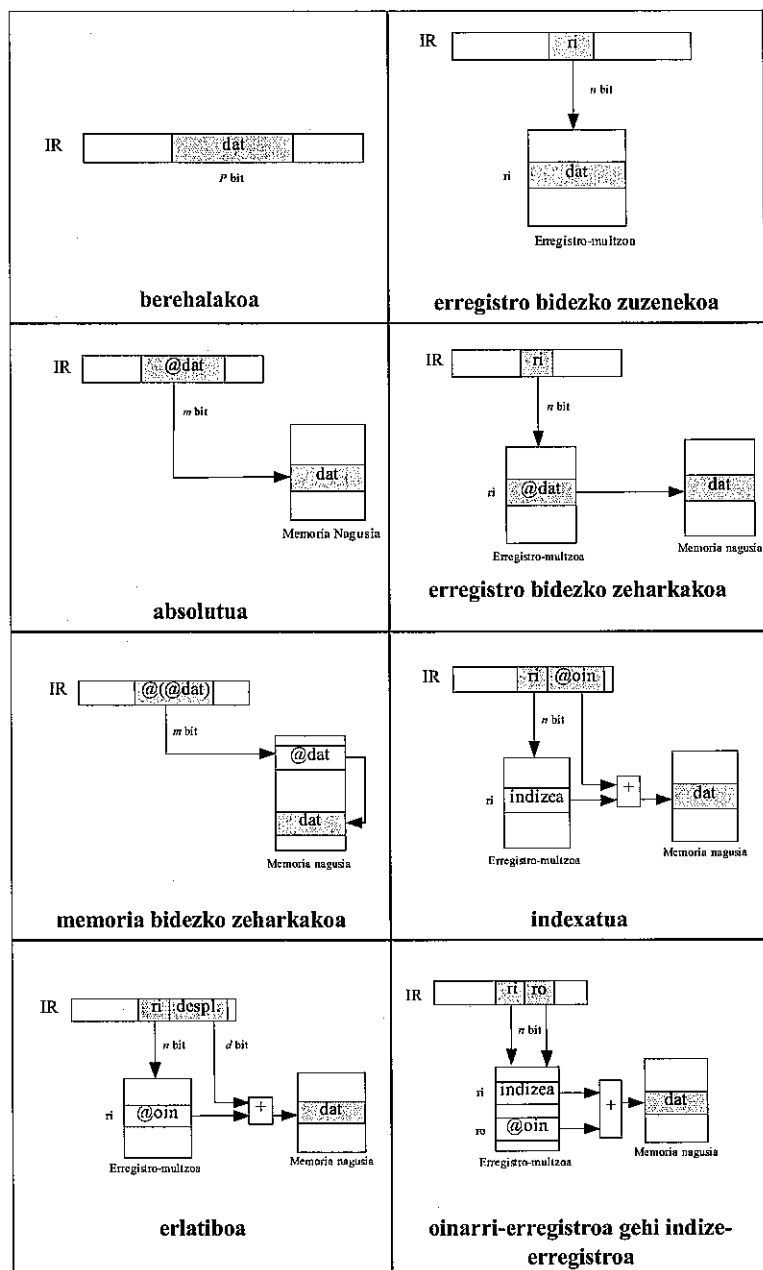 IR
dat
P bit
berehalakoa
IR
ri
n bit
ri
dat
Erregistro-multzoa
erregistro bidezko zuzenekoa
IR
@dat
m bit
dat
Memoria Nagusia
absolutua
IR
ri
n bit
ri
@dat
dat
Erregistro-multzoa
Memoria nagusia
erregistro bidezko zeharkakoa
IR
@(@dat)
m bit
@dat
dat
Memoria nagusia
memoria bidezko zeharkakoa
IR
ri @oin
n bit
+
ri
indizea
dat
Erregistro-multzoa
Memoria nagusia
indexatua
IR
ri despl.
n bit
d bit
ri
@oin
+
dat
Erregistro-multzoa
Memoria nagusia
erlatiboa
IR
ri ro
n bit
ri
indizea
+
dat
ro
@oin
Erregistro-multzoa
Memoria nagusia
oinarri-erregistroa gehi indize-
erregistroa